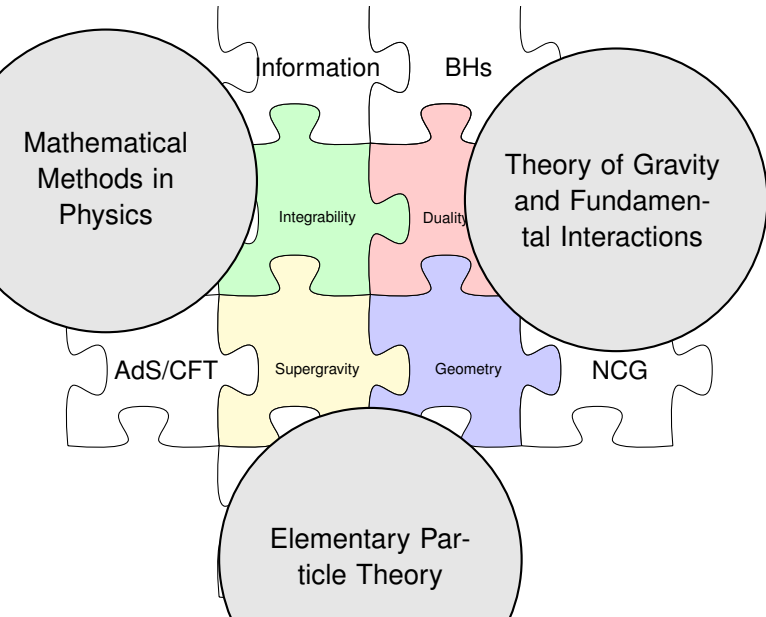 Information
BHs
Mathematical
Methods in
Physics
Theory of Gravity
and Fundamen-
tal Interactions
Integrability
Duality
AdS/CFT
Supergravity
Geometry
NCG
Elementary Par-
ticle Theory